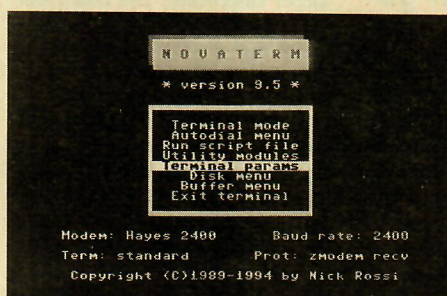 NOVATERM
* version 9.5 *
Terminal mode
Autodial menu
Run script file
Utility modules
Terminal params
Disk menu
Buffer menu
Exit terminal
Modem: Hayes 2400 Baud rate: 2400
Term: standard Prot: zmodem recv
Copyright (C)1989-1994 by Nick Rossi